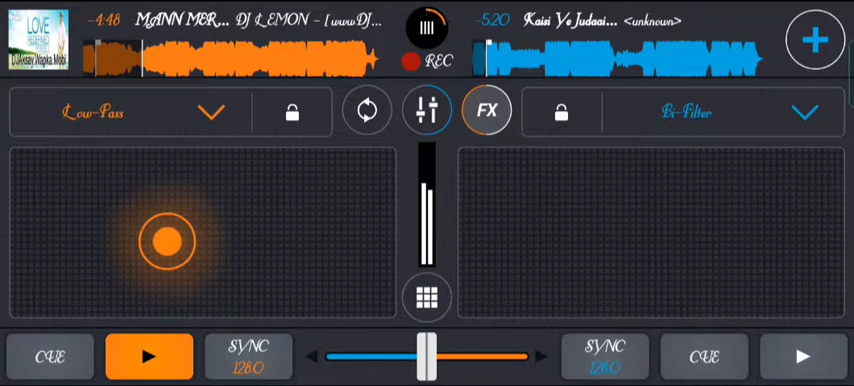 -4:48 MANN MER... DJ LEMON - [www.DJ...
-5:20 Kaisi Ye Judaai... <unknown>
LOVE
DJAksay.Wapka.Mobi
REC
Low-Pass
FX
Bi-Filter
CUE
SYNC
128.0
SYNC
128.0
CUE